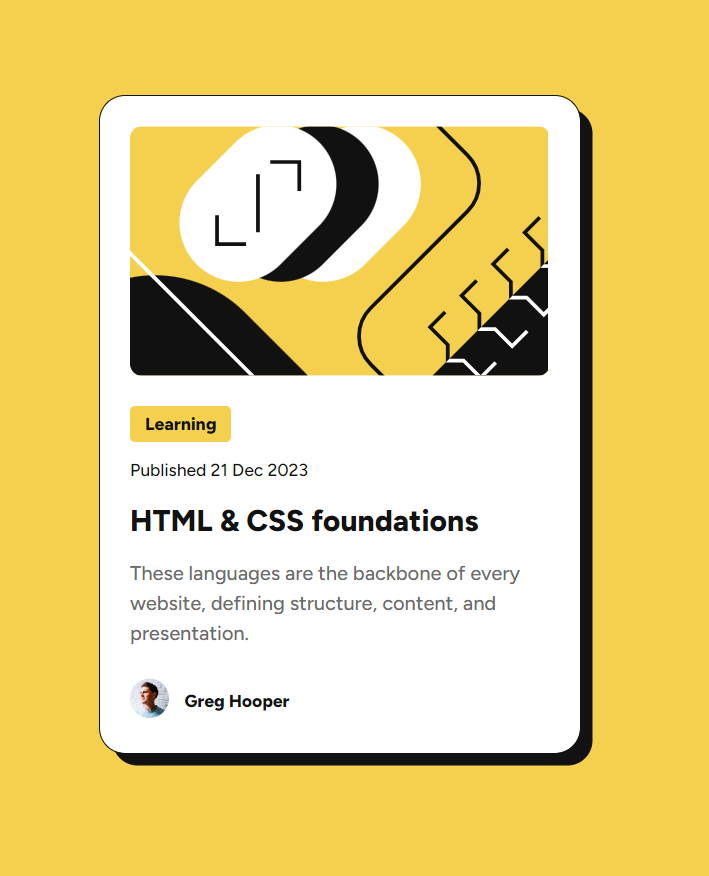 Learning
Published 21 Dec 2023
HTML & CSS foundations
These languages are the backbone of every
website, defining structure, content, and
presentation.
Greg Hooper